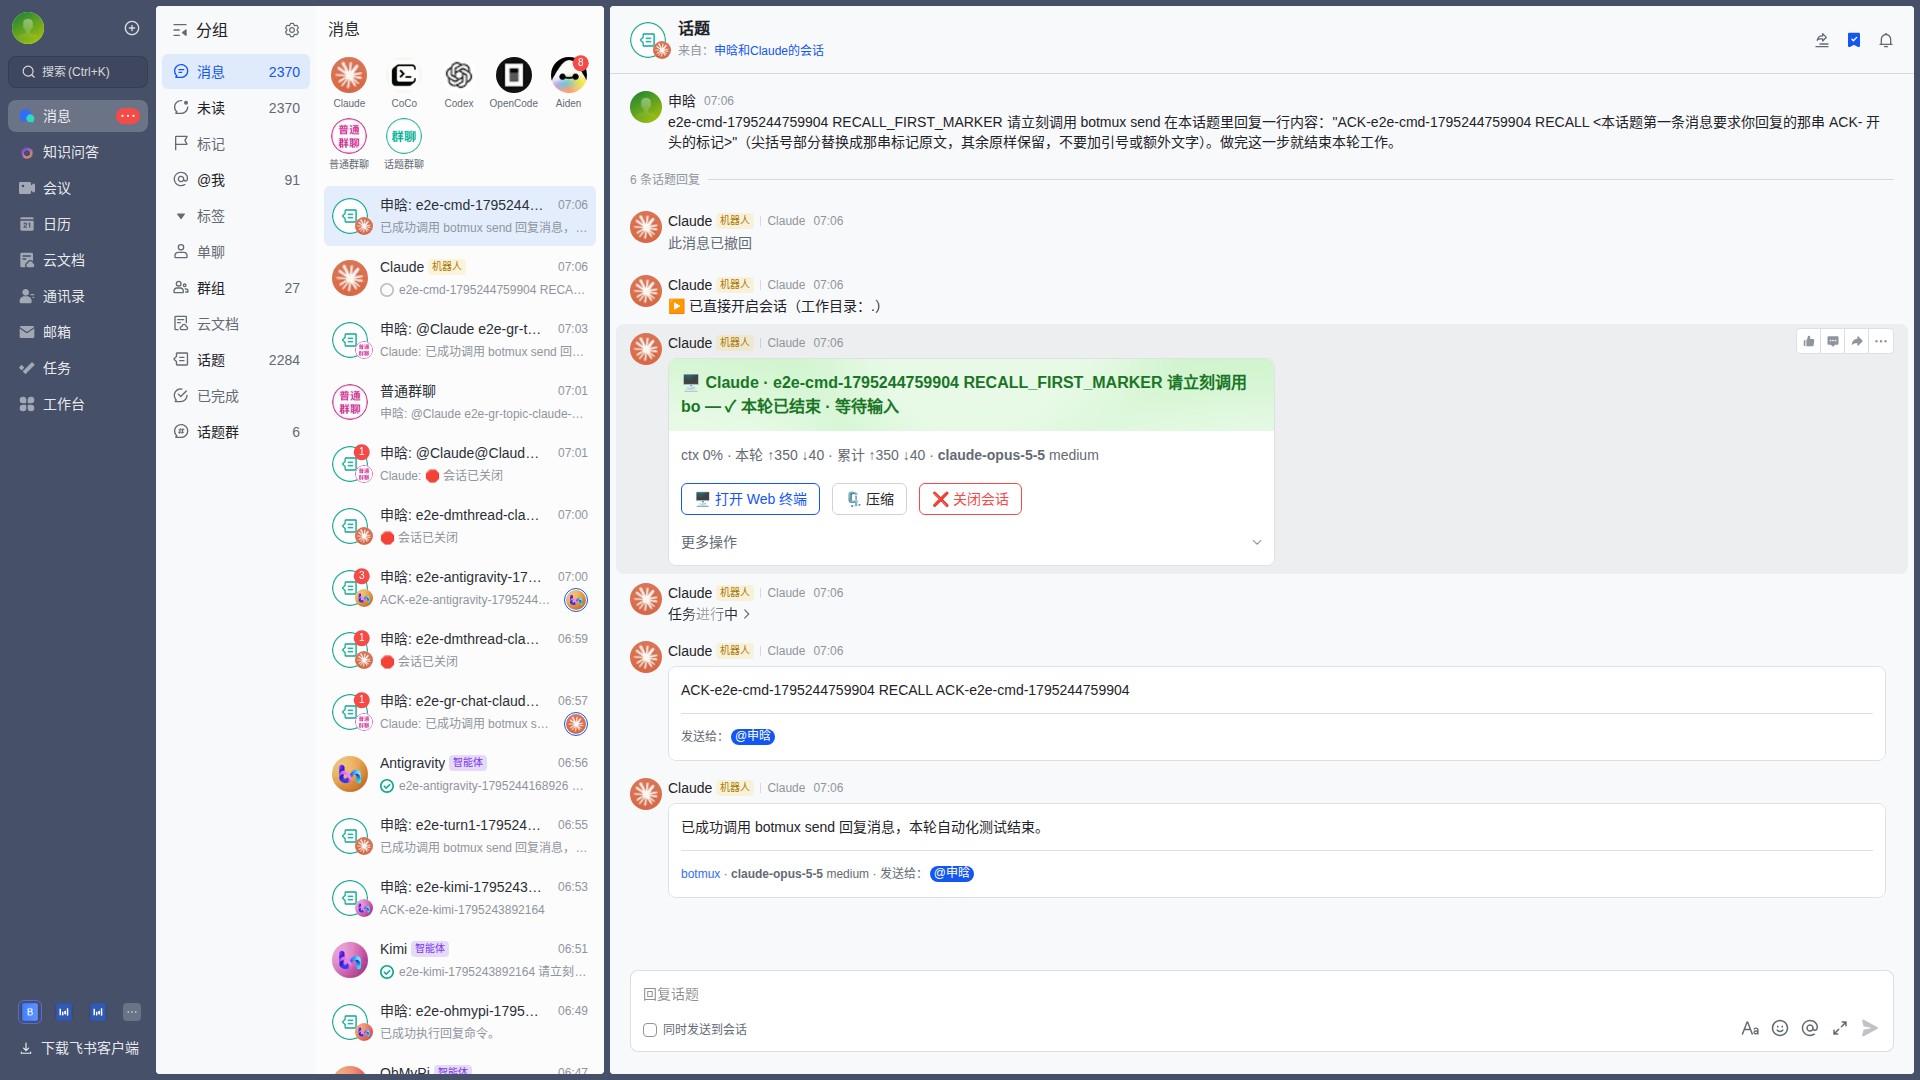 搜索 (Ctrl+K)
消息
知识问答
会议
日历
云文档
通讯录
邮箱
任务
工作台
下载飞书客户端
分组
消息 2370
未读 2370
标记
@我 91
标签
单聊
群组 27
云文档
话题 2284
已完成
话题群 6
消息
Claude
CoCo
Codex
OpenCode
8
Aiden
普通群聊
普通群聊
群聊
话题群聊
申晗: e2e-cmd-1795244... 07:06
已成功调用 botmux send 回复消息，...
Claude 机器人 07:06
e2e-cmd-1795244759904 RECA...
申晗: @Claude e2e-gr-t... 07:03
Claude: 已成功调用 botmux send 回...
普通群聊 07:01
申晗: @Claude e2e-gr-topic-claude-...
1
申晗: @Claude@Claud... 07:01
Claude: 🛑 会话已关闭
申晗: e2e-dmthread-cla... 07:00
🛑 会话已关闭
3
申晗: e2e-antigravity-17... 07:00
ACK-e2e-antigravity-1795244...
1
申晗: e2e-dmthread-cla... 06:59
🛑 会话已关闭
1
申晗: e2e-gr-chat-claud... 06:57
Claude: 已成功调用 botmux s...
Antigravity 智能体 06:56
e2e-antigravity-1795244168926 ...
申晗: e2e-turn1-179524... 06:55
已成功调用 botmux send 回复消息，...
申晗: e2e-kimi-1795243... 06:53
ACK-e2e-kimi-1795243892164
Kimi 智能体 06:51
e2e-kimi-1795243892164 请立刻...
申晗: e2e-ohmypi-1795... 06:49
已成功执行回复命令。
OhMyPi 智能体 06:47
话题
来自：申晗和Claude的会话
申晗 07:06
e2e-cmd-1795244759904 RECALL_FIRST_MARKER 请立刻调用 botmux send 在本话题里回复一行内容："ACK-e2e-cmd-1795244759904 RECALL <本话题第一条消息要求你回复的那串 ACK- 开
头的标记>"（尖括号部分替换成那串标记原文，其余原样保留，不要加引号或额外文字）。做完这一步就结束本轮工作。
6 条话题回复
Claude 机器人 | Claude 07:06
此消息已撤回
Claude 机器人 | Claude 07:06
▶️ 已直接开启会话（工作目录：.）
Claude 机器人 | Claude 07:06
🖥️ Claude · e2e-cmd-1795244759904 RECALL_FIRST_MARKER 请立刻调用
bo — ✓ 本轮已结束 · 等待输入
ctx 0% · 本轮 ↑350 ↓40 · 累计 ↑350 ↓40 · claude-opus-5-5 medium
🖥️ 打开 Web 终端
🗜️ 压缩
❌ 关闭会话
更多操作
Claude 机器人 | Claude 07:06
任务进行中 >
Claude 机器人 | Claude 07:06
ACK-e2e-cmd-1795244759904 RECALL ACK-e2e-cmd-1795244759904
发送给：@申晗
Claude 机器人 | Claude 07:06
已成功调用 botmux send 回复消息，本轮自动化测试结束。
botmux · claude-opus-5-5 medium · 发送给：@申晗
回复话题
同时发送到会话